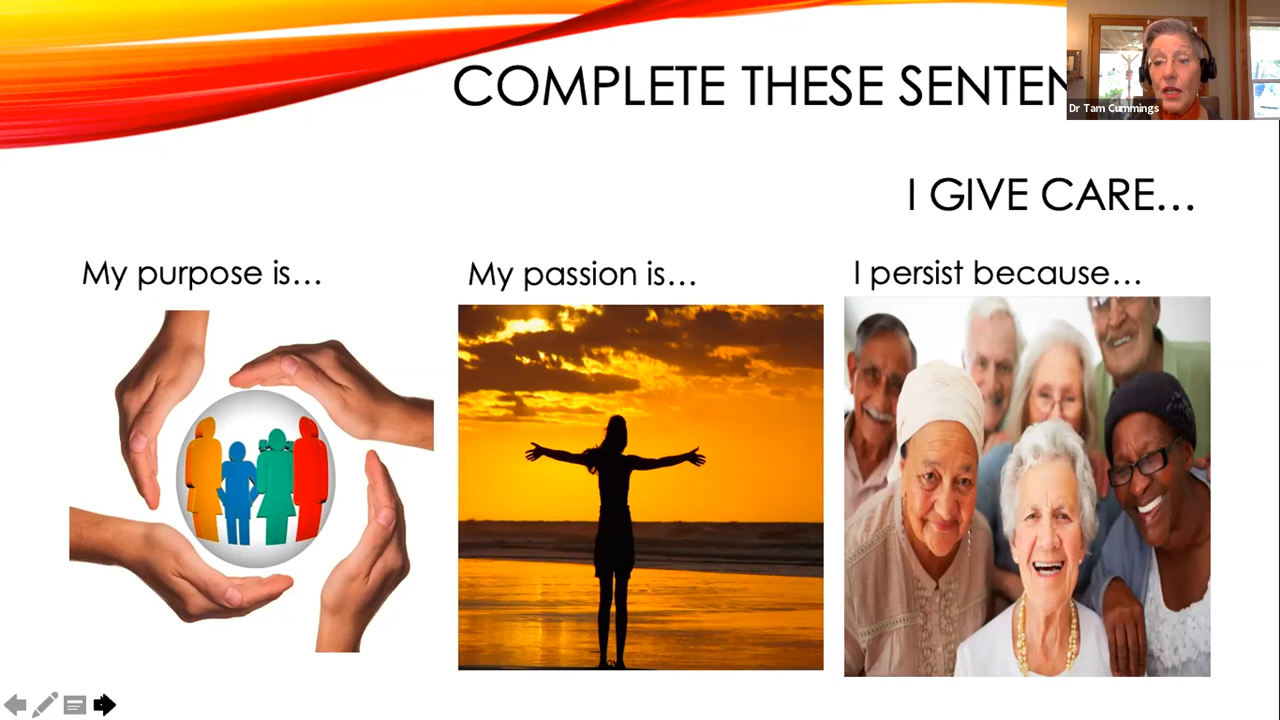 COMPLETE THESE SENTEN
Dr Tam Cummings
I GIVE CARE...
My purpose is...
My passion is...
I persist because...